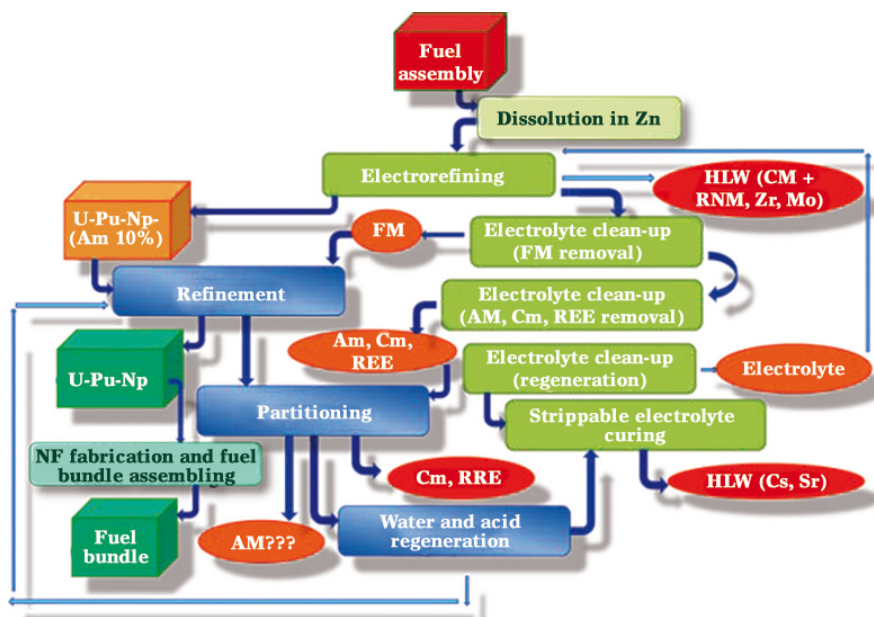 Fuel
assembly
Dissolution in Zn
Electrorefining
HLW (CM +
RNM, Zr, Mo)
U-Pu-Np-
(Am 10%)
FM
Electrolyte clean-up
(FM removal)
Refinement
Electrolyte clean-up
(AM, Cm, REE removal)
Am, Cm,
REE
U-Pu-Np
Electrolyte clean-up
(regeneration)
Electrolyte
Partitioning
Strippable electrolyte
curing
NF fabrication and fuel
bundle assembling
Cm, RRE
HLW (Cs, Sr)
Fuel
bundle
AM???
Water and acid
regeneration